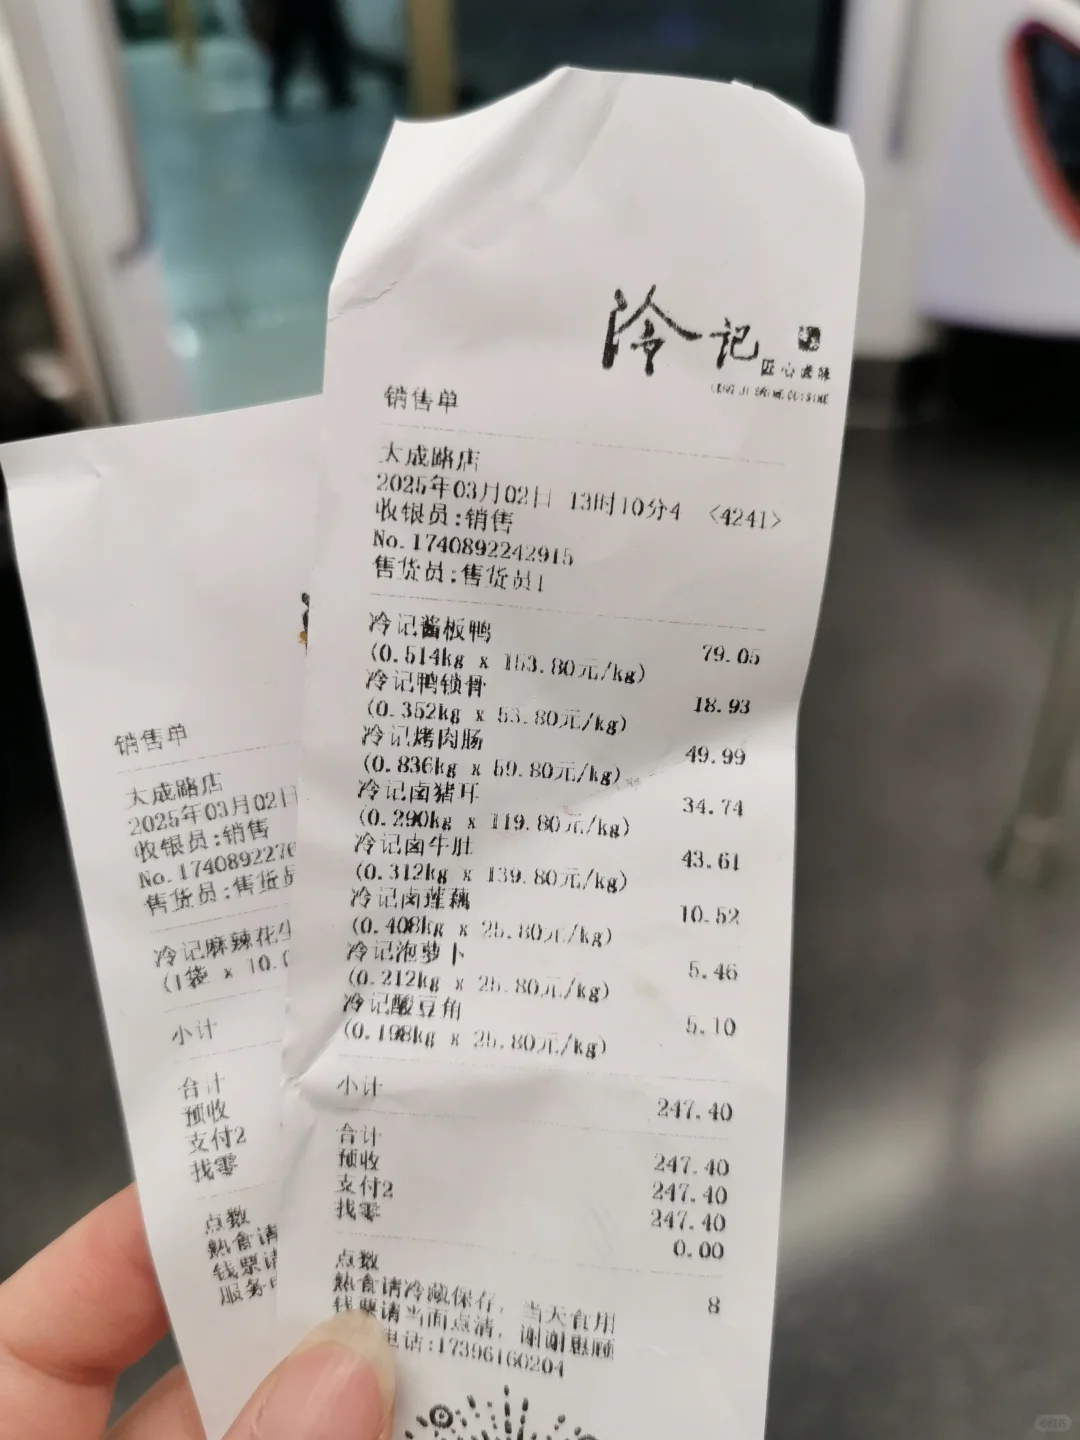 冷记
匠心卤味
销售单
大成路店
2025年03月02日 13时10分4 <4241>
收银员:销售
No.1740892242915
售货员:售货员1
冷记酱板鸭 79.05
(0.514kg x 153.80元/kg)
冷记鸭锁骨 18.93
(0.352kg x 53.80元/kg)
冷记烤肉肠 49.99
(0.836kg x 59.80元/kg)
冷记卤猪耳 34.74
(0.290kg x 119.80元/kg)
冷记卤牛肚 43.61
(0.312kg x 139.80元/kg)
冷记卤莲藕 10.52
(0.408kg x 25.80元/kg)
冷记泡萝卜 5.46
(0.212kg x 25.80元/kg)
冷记酸豆角 5.10
(0.198kg x 25.80元/kg)
小计 247.40
合计 247.40
预收 247.40
支付2 247.40
找零 0.00
点数 8
熟食请冷藏保存, 当天食用
钱票请当面点清, 谢谢惠顾
电话:17396160204
销售单
大成路店
2025年03月02日
收银员:销售
No.174089227
售货员:售货员
冷记麻辣花生
(1袋 x 10.0
小计
合计
预收
支付2
找零
点数
熟食请
钱票请
服务